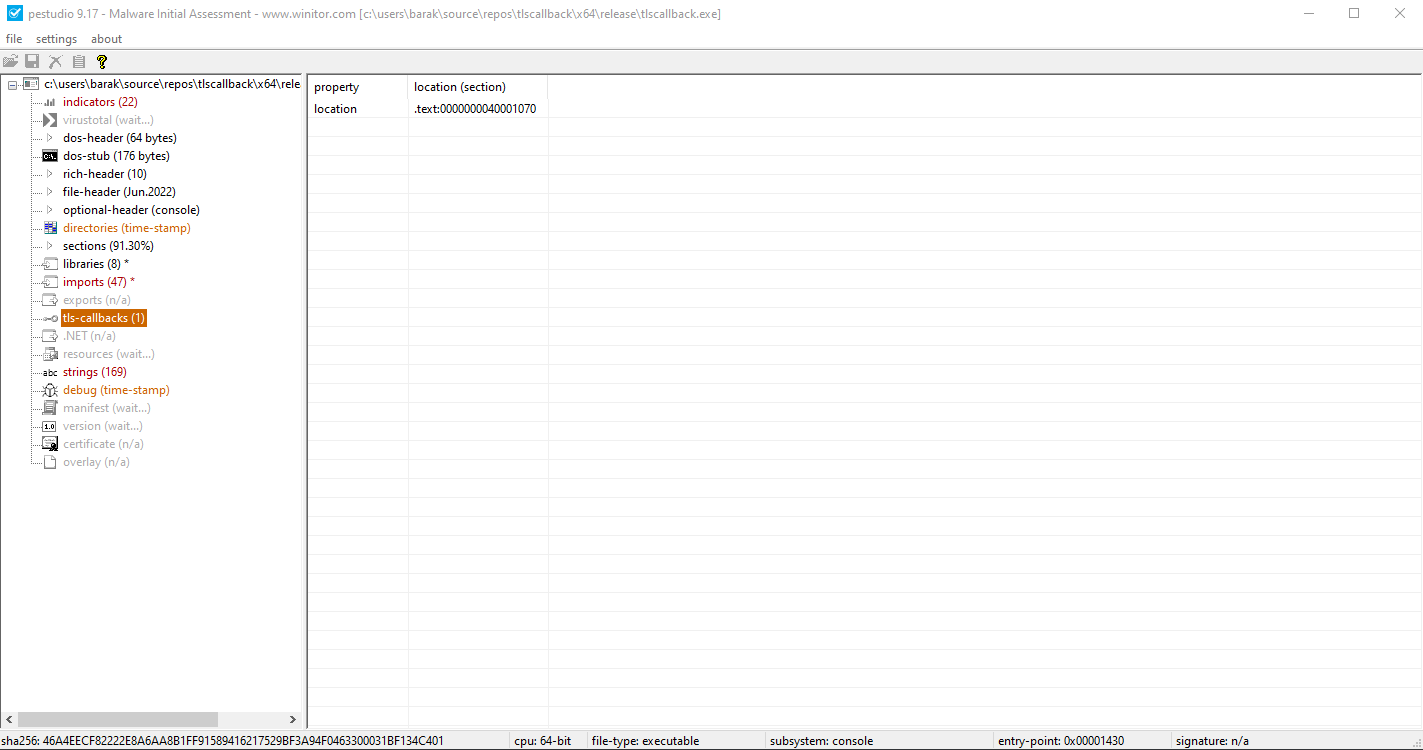 pestudio 9.17 - Malware Initial Assessment - www.winitor.com [c:\users\barak\source\repos\tlscallback\x64\release\tlscallback.exe]
file settings about
c:\users\barak\source\repos\tlscallback\x64\rele
indicators (22)
virustotal (wait...)
dos-header (64 bytes)
dos-stub (176 bytes)
rich-header (10)
file-header (Jun.2022)
optional-header (console)
directories (time-stamp)
sections (91.30%)
libraries (8) *
imports (47) *
exports (n/a)
tls-callbacks (1)
.NET (n/a)
resources (wait...)
abc strings (169)
debug (time-stamp)
manifest (wait...)
1.0 version (wait...)
certificate (n/a)
overlay (n/a)
property location (section)
location .text:0000000040001070
sha256: 46A4EECF82222E8A6AA8B1FF91589416217529BF3A94F0463300031BF134C401 cpu: 64-bit file-type: executable subsystem: console entry-point: 0x00001430 signature: n/a